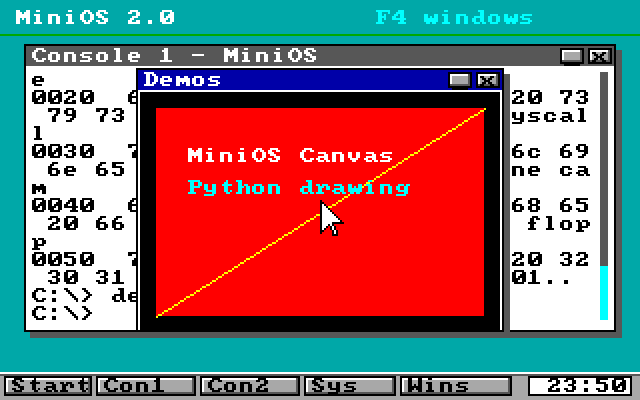 MiniOS 2.0 F4 windows
Console 1 - MiniOS
e
Demos
0020 20 73
79 73 yscal
l
MiniOS Canvas
0030 6c 69
6e 65 ne ca
Python drawing
m
0040 68 65
20 66 flop
p
0050 20 32
30 31 01..
C:\> de
C:\>
Start Con1 Con2 Sys Wins 23:50